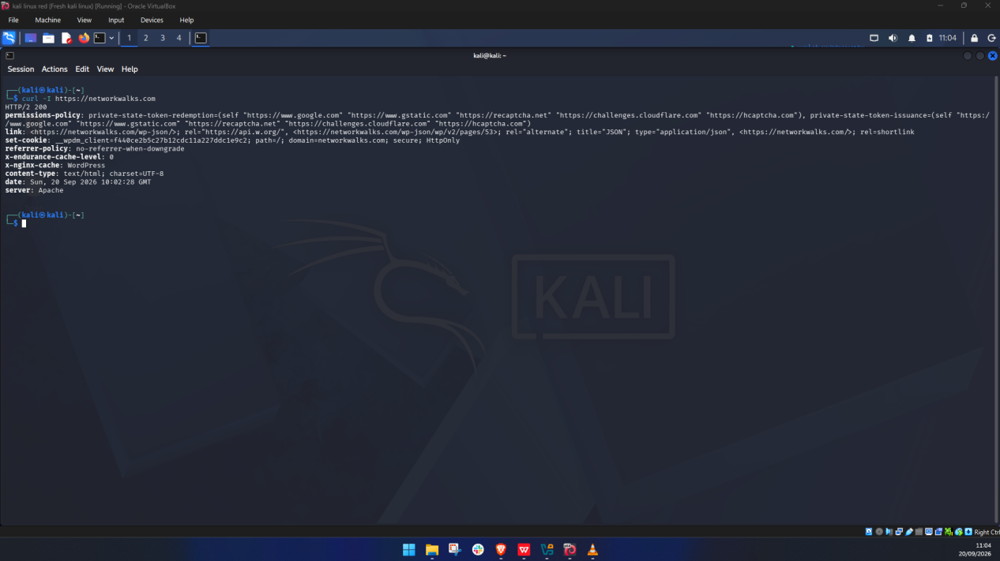 kali linux red (Fresh kali linux) [Running] - Oracle VirtualBox
File Machine View Input Devices Help
1 2 3 4 11:04
kali@kali: ~
Session Actions Edit View Help
┌──(kali㉿kali)-[~]
└─$ curl -I https://networkwalks.com
HTTP/2 200
permissions-policy: private-state-token-redemption=(self "https://www.google.com" "https://www.gstatic.com" "https://recaptcha.net" "https://challenges.cloudflare.com" "https://hcaptcha.com"), private-state-token-issuance=(self "https:/
/www.google.com" "https://www.gstatic.com" "https://recaptcha.net" "https://challenges.cloudflare.com" "https://hcaptcha.com")
link: <https://networkwalks.com/wp-json/>; rel="https://api.w.org/", <https://networkwalks.com/wp-json/wp/v2/pages/53>; rel="alternate"; title="JSON"; type="application/json", <https://networkwalks.com/>; rel=shortlink
set-cookie: __wpdm_client=f440ce2b5c27b12cdc11a227ddc1e9c2; path=/; domain=networkwalks.com; secure; HttpOnly
referrer-policy: no-referrer-when-downgrade
x-endurance-cache-level: 0
x-nginx-cache: WordPress
content-type: text/html; charset=UTF-8
date: Sun, 20 Sep 2026 10:02:28 GMT
server: Apache
┌──(kali㉿kali)-[~]
└─$
KALI
Right Ctrl
11:04
20/09/2026